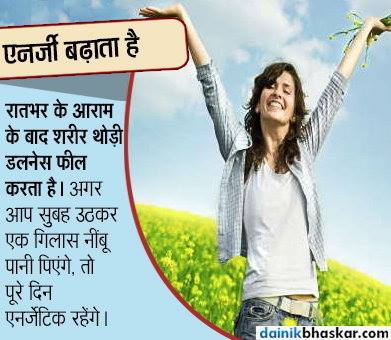 एनर्जी बढ़ाता है
रातभर के आराम
के बाद शरीर थोड़ी
डलनेस फील
करता है। अगर
आप सुबह उठकर
एक गिलास नींबू
पानी पिएंगे, तो
पूरे दिन
एनर्जेटिक रहेंगे।
dainikbhaskar.com